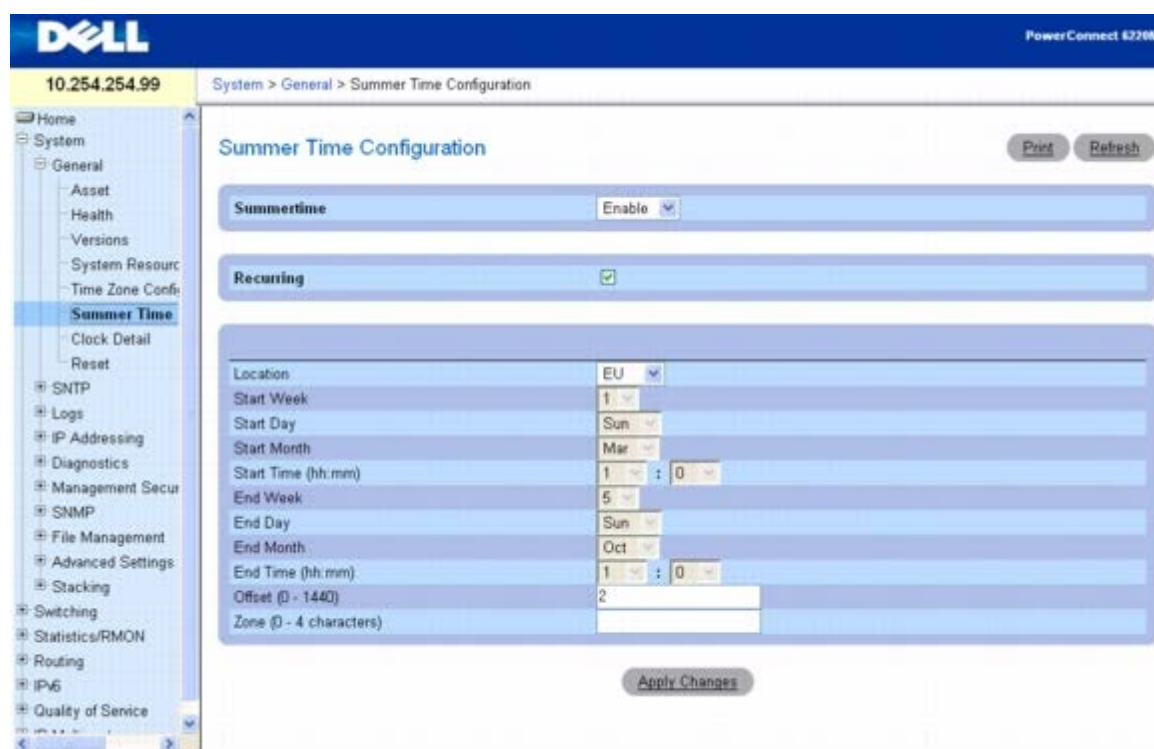 DELL
PowerConnect 6220M
10.254.254.99
System > General > Summer Time Configuration
Home
System
General
Asset
Health
Versions
System Resourc
Time Zone Confi
Summer Time
Clock Detail
Reset
SNTP
Logs
IP Addressing
Diagnostics
Management Secur
SNMP
File Management
Advanced Settings
Stacking
Switching
Statistics/RMON
Routing
IPv6
Quality of Service
Summer Time Configuration
Print Refresh
Summertime Enable
Recurring
Location EU
Start Week 1
Start Day Sun
Start Month Mar
Start Time (hh:mm) 1 : 0
End Week 5
End Day Sun
End Month Oct
End Time (hh:mm) 1 : 0
Offset (0 - 1440) 2
Zone (0 - 4 characters)
Apply Changes